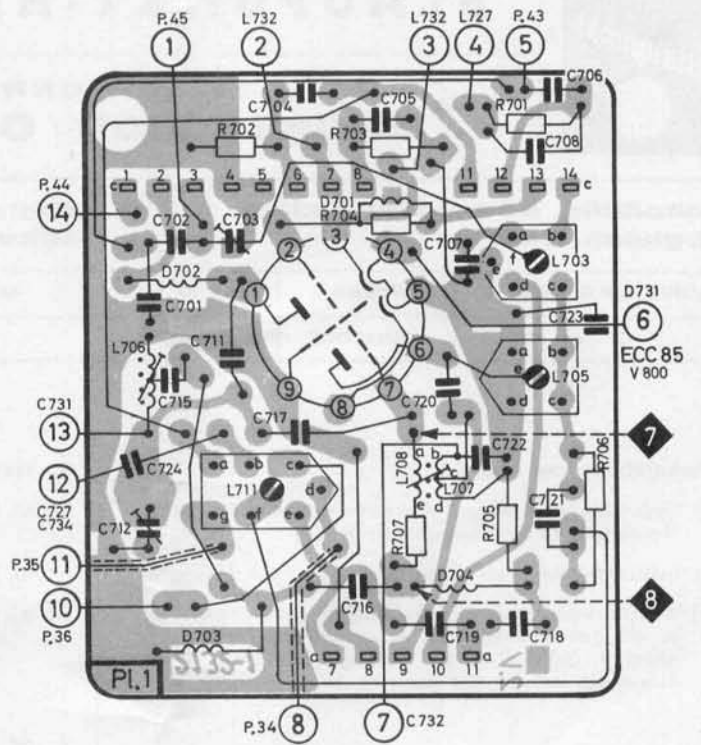 P.45 L732 L732 L727 P.43
1 2 3 4 5
C704 C705 C706
R702 R703 R701
C708
1 2 3 4 5 6 7 8 11 12 13 14
c c
P.44
14
D701
R704
C702 C703
2 3 4
C707
a b
f L703
e
d c
D702
1 5
C701
D731
6
C723
ECC 85
V 800
L706
C711
6
a b
e L705
d c
C715
9 8 7
C720
C731
13
C717
7
C724
12
C722
R706
a b c
L711 d
g f e
L708
a b
c
L707
e d
C727
C734
C712
R705
C721
R707
P.35
11
D704
8
10
C716
P.36
C719 C718
D703
a 7 8 9 10 11 a
Pl.1
P.34 8 7 C732